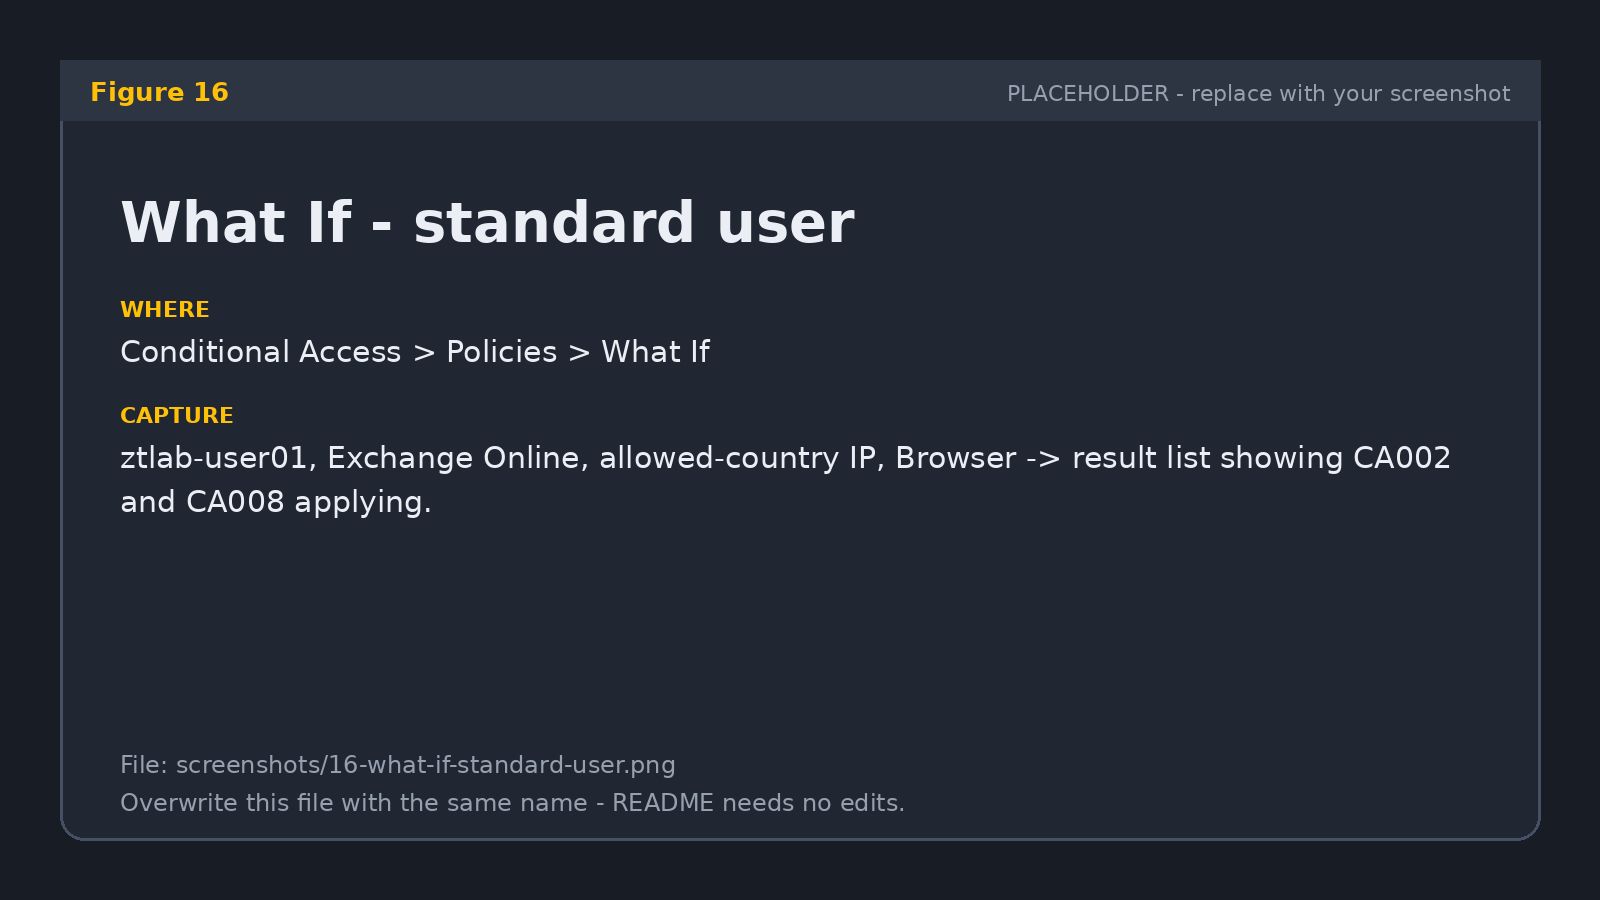 Figure 16
PLACEHOLDER - replace with your screenshot
What If - standard user
WHERE
Conditional Access > Policies > What If
CAPTURE
ztlab-user01, Exchange Online, allowed-country IP, Browser -> result list showing CA002
and CA008 applying.
File: screenshots/16-what-if-standard-user.png
Overwrite this file with the same name - README needs no edits.